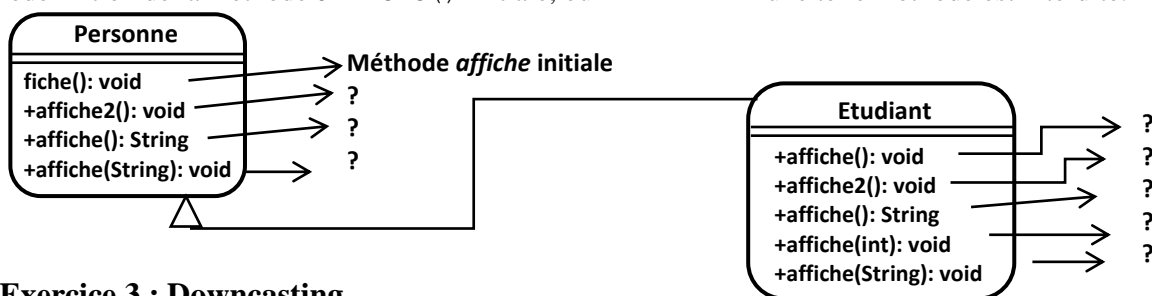 Personne
fiche(): void
+affiche2(): void
+affiche(): String
+affiche(String): void
Méthode affiche initiale
?
?
?
Etudiant
+affiche(): void
+affiche2(): void
+affiche(): String
+affiche(int): void
+affiche(String): void
?
?
?
?
?
Exercice 3 : Downcasting